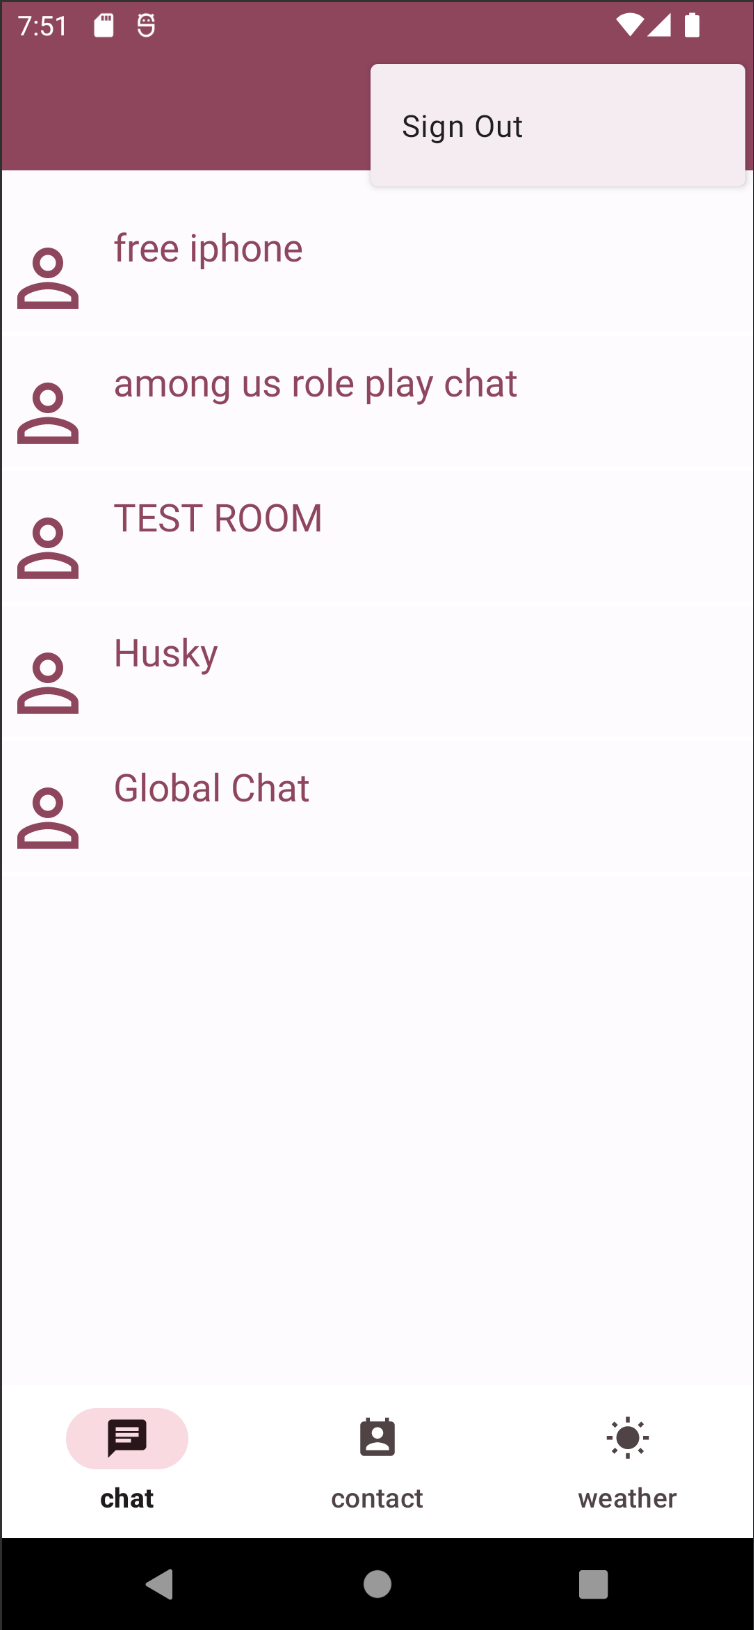 7:51
Sign Out
free iphone
among us role play chat
TEST ROOM
Husky
Global Chat
chat
contact
weather